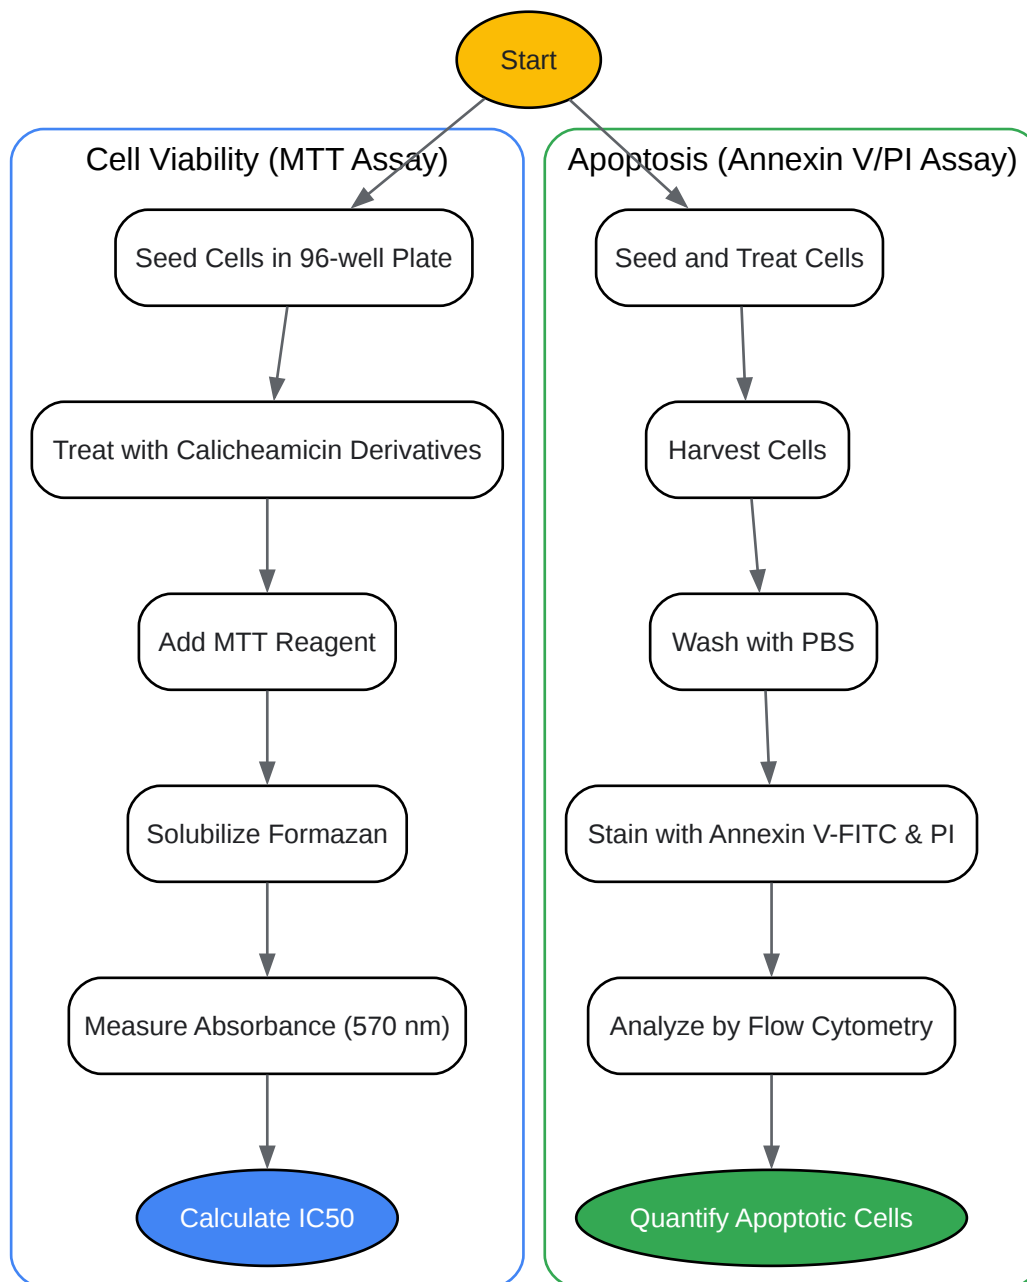 Start
Cell Viability (MTT Assay)
Seed Cells in 96-well Plate
Treat with Calicheamicin Derivatives
Add MTT Reagent
Solubilize Formazan
Measure Absorbance (570 nm)
Calculate IC50
Apoptosis (Annexin V/PI Assay)
Seed and Treat Cells
Harvest Cells
Wash with PBS
Stain with Annexin V-FITC & PI
Analyze by Flow Cytometry
Quantify Apoptotic Cells